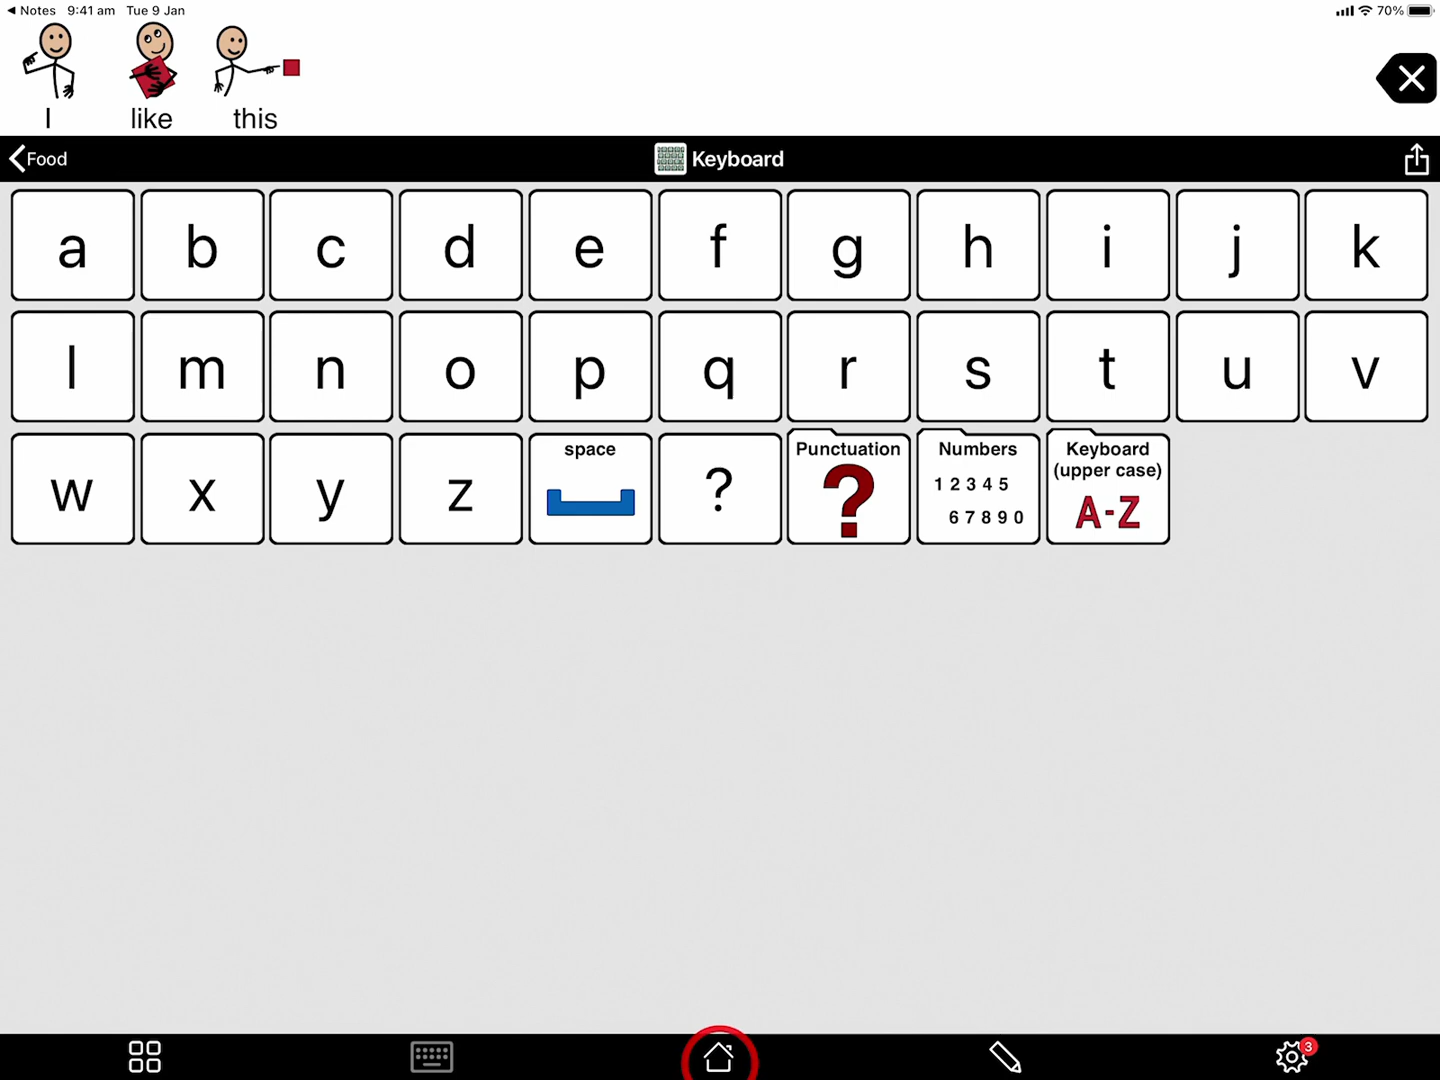 ◂ Notes 9:41 am Tue 9 Jan 70%
I like this
Food Keyboard
a b c d e f g h i j k
l m n o p q r s t u v
w x y z space ? Punctuation Numbers Keyboard
(upper case)
?
1 2 3 4 5
6 7 8 9 0
A-Z
3